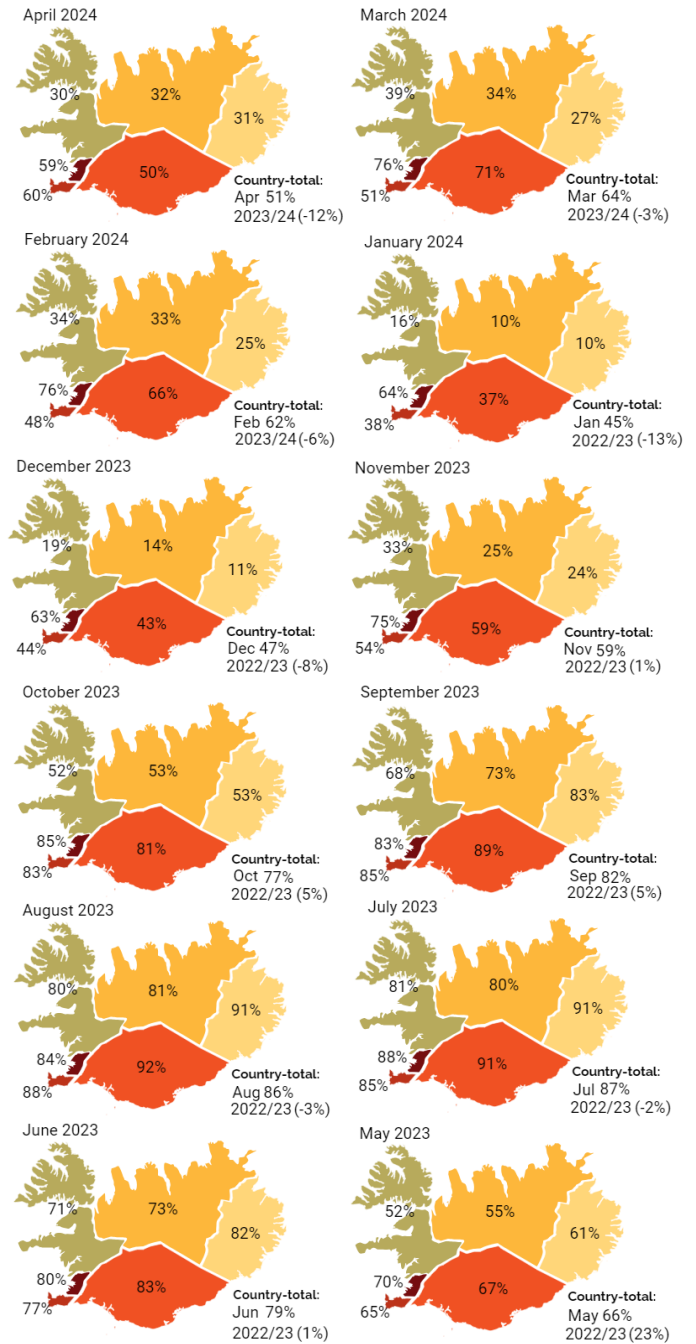 April 2024
30%
32%
31%
59%
50%
60%
Country-total:
Apr 51%
2023/24 (-12%)
March 2024
39%
34%
27%
76%
71%
51%
Country-total:
Mar 64%
2023/24 (-3%)
February 2024
34%
33%
25%
76%
66%
48%
Country-total:
Feb 62%
2023/24 (-6%)
January 2024
16%
10%
10%
64%
37%
38%
Country-total:
Jan 45%
2022/23 (-13%)
December 2023
19%
14%
11%
63%
43%
44%
Country-total:
Dec 47%
2022/23 (-8%)
November 2023
33%
25%
24%
75%
59%
54%
Country-total:
Nov 59%
2022/23 (1%)
October 2023
52%
53%
53%
85%
81%
83%
Country-total:
Oct 77%
2022/23 (5%)
September 2023
68%
73%
83%
83%
89%
85%
Country-total:
Sep 82%
2022/23 (5%)
August 2023
80%
81%
91%
84%
92%
88%
Country-total:
Aug 86%
2022/23 (-3%)
July 2023
81%
80%
91%
88%
91%
85%
Country-total:
Jul 87%
2022/23 (-2%)
June 2023
71%
73%
82%
80%
83%
77%
Country-total:
Jun 79%
2022/23 (1%)
May 2023
52%
55%
61%
70%
67%
65%
Country-total:
May 66%
2022/23 (23%)